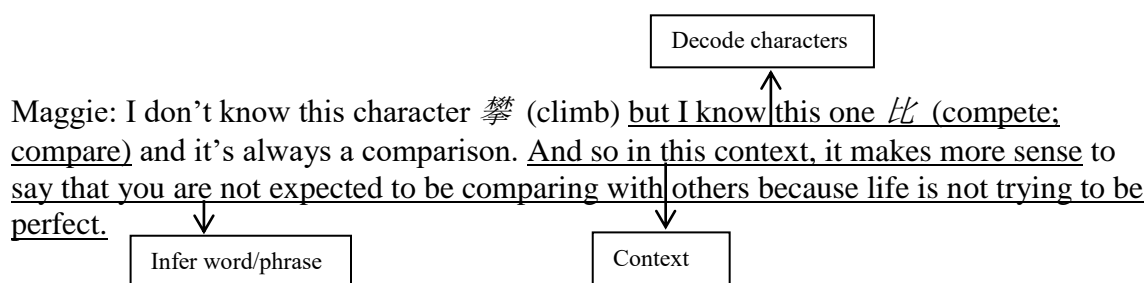 Decode characters
Maggie: I don't know this character 攀 (climb) but I know this one 比 (compete;
compare) and it's always a comparison. And so in this context, it makes more sense to
say that you are not expected to be comparing with others because life is not trying to be
perfect.
Infer word/phrase
Context